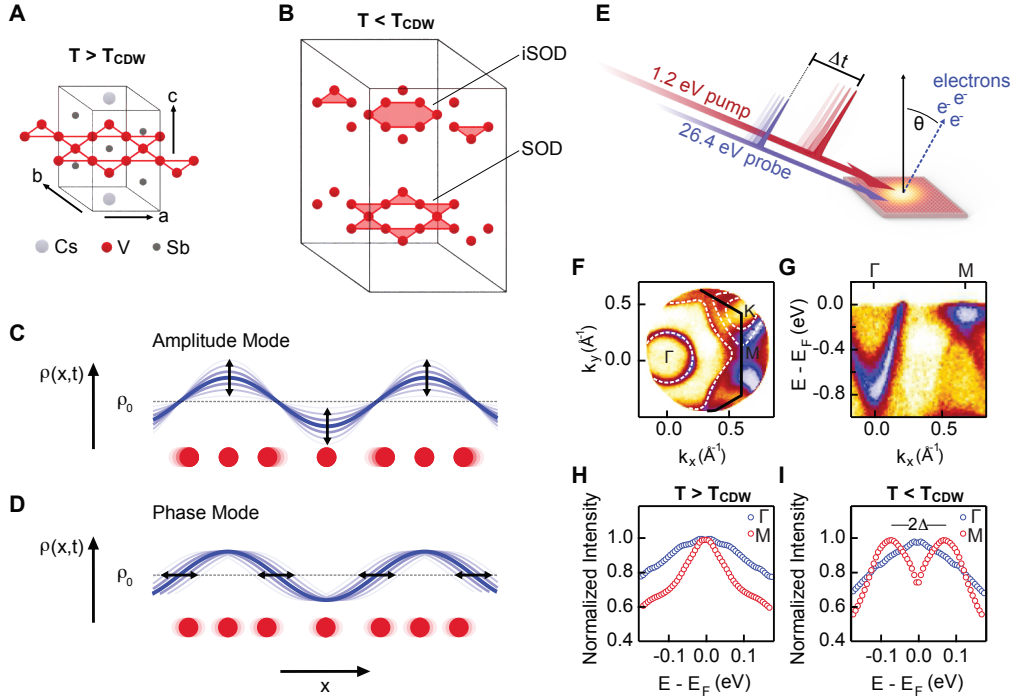 A
T > TCDW
c
b
a
Cs
V
Sb
B
T < TCDW
iSOD
SOD
C
Amplitude Mode
ρ(x,t)
ρ0
D
Phase Mode
ρ(x,t)
ρ0
x
E
Δt
1.2 eV pump
26.4 eV probe
electrons
θ
e- e-
e- e-
F
0.5
0.0
ky(Å-1)
K
Γ
M
0.0 0.5
kx(Å-1)
G
Γ M
0.0
-0.4
-0.8
E - EF (eV)
0.0 0.5
kx(Å-1)
H
T > TCDW
Γ
M
Normalized Intensity
1.0
0.8
0.6
0.4
-0.1 0.0 0.1
E - EF (eV)
I
T < TCDW
2Δ
Γ
M
Normalized Intensity
1.0
0.8
0.6
0.4
-0.1 0.0 0.1
E - EF (eV)